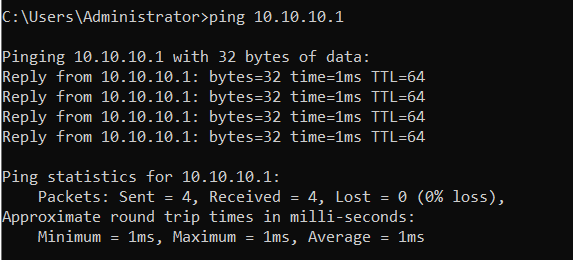 C:\Users\Administrator>ping 10.10.10.1
Pinging 10.10.10.1 with 32 bytes of data:
Reply from 10.10.10.1: bytes=32 time=1ms TTL=64
Reply from 10.10.10.1: bytes=32 time=1ms TTL=64
Reply from 10.10.10.1: bytes=32 time=1ms TTL=64
Reply from 10.10.10.1: bytes=32 time=1ms TTL=64
Ping statistics for 10.10.10.1:
    Packets: Sent = 4, Received = 4, Lost = 0 (0% loss),
Approximate round trip times in milli-seconds:
    Minimum = 1ms, Maximum = 1ms, Average = 1ms